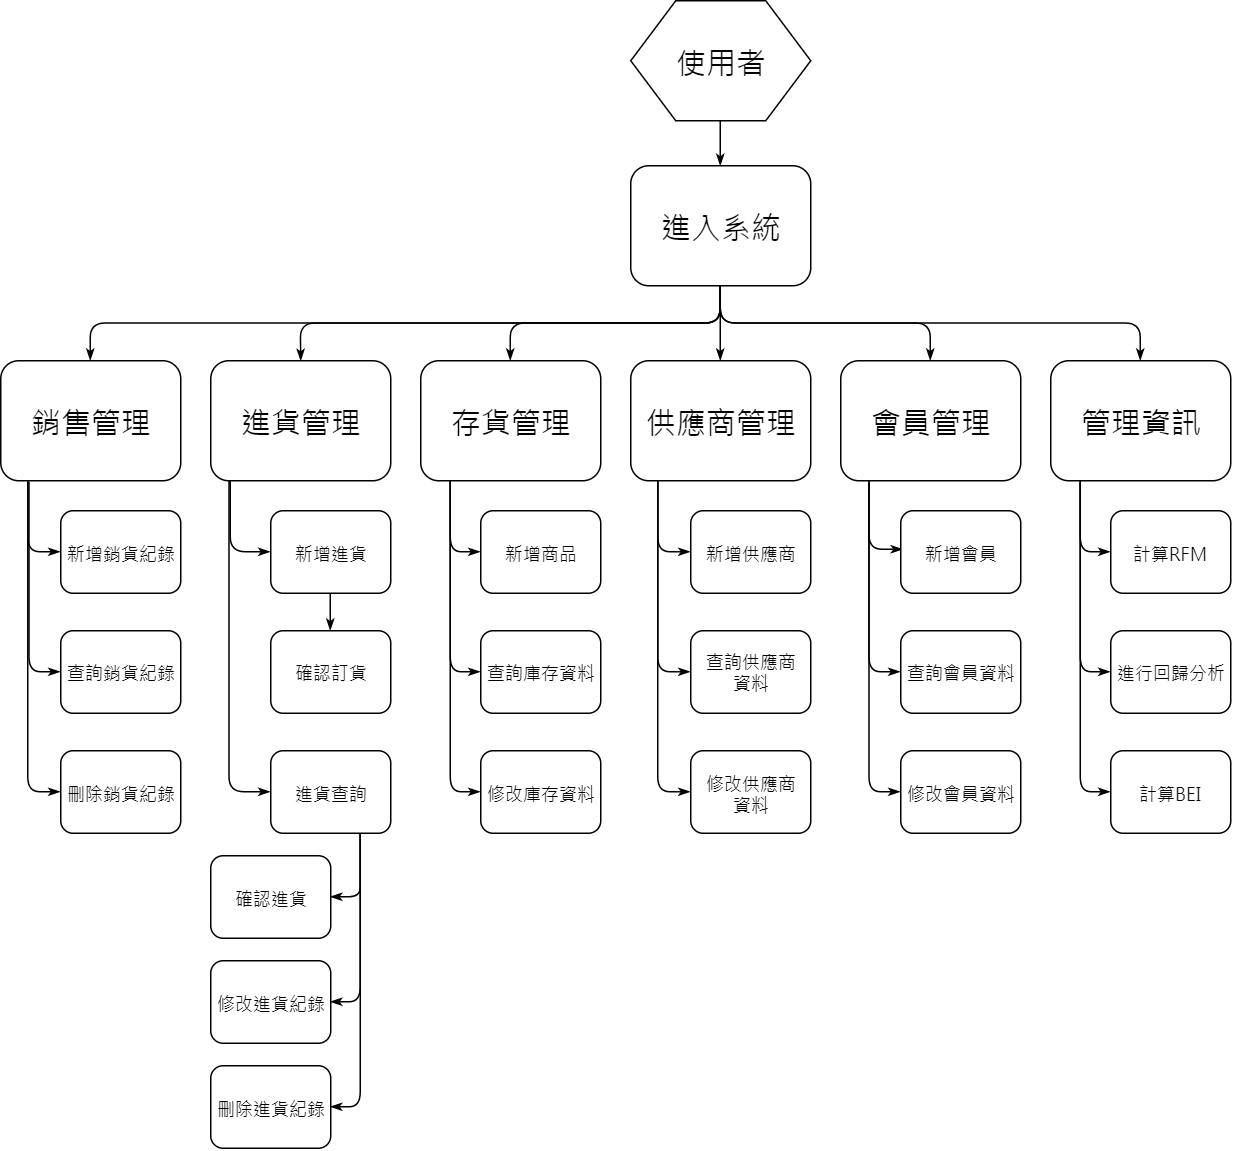 使用者
進入系統
銷售管理
進貨管理
存貨管理
供應商管理
會員管理
管理資訊
新增銷貨紀錄
新增進貨
新增商品
新增供應商
新增會員
計算RFM
查詢銷貨紀錄
確認訂貨
查詢庫存資料
查詢供應商
資料
查詢會員資料
進行回歸分析
刪除銷貨紀錄
進貨查詢
修改庫存資料
修改供應商
資料
修改會員資料
計算BEI
確認進貨
修改進貨紀錄
刪除進貨紀錄